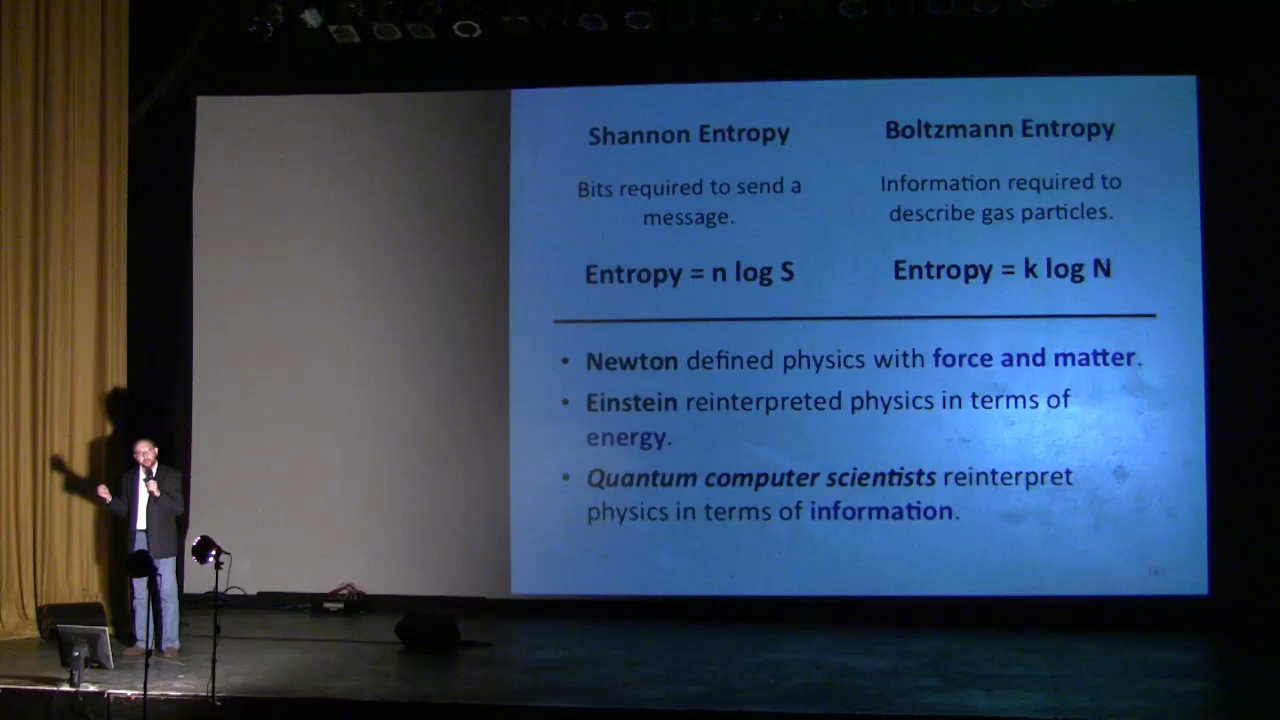 Shannon Entropy
Bits required to send a
message.
Entropy = n log S
Boltzmann Entropy
Information required to
describe gas particles.
Entropy = k log N
• Newton defined physics with force and matter.
• Einstein reinterpreted physics in terms of
energy.
• Quantum computer scientists reinterpret
physics in terms of information.